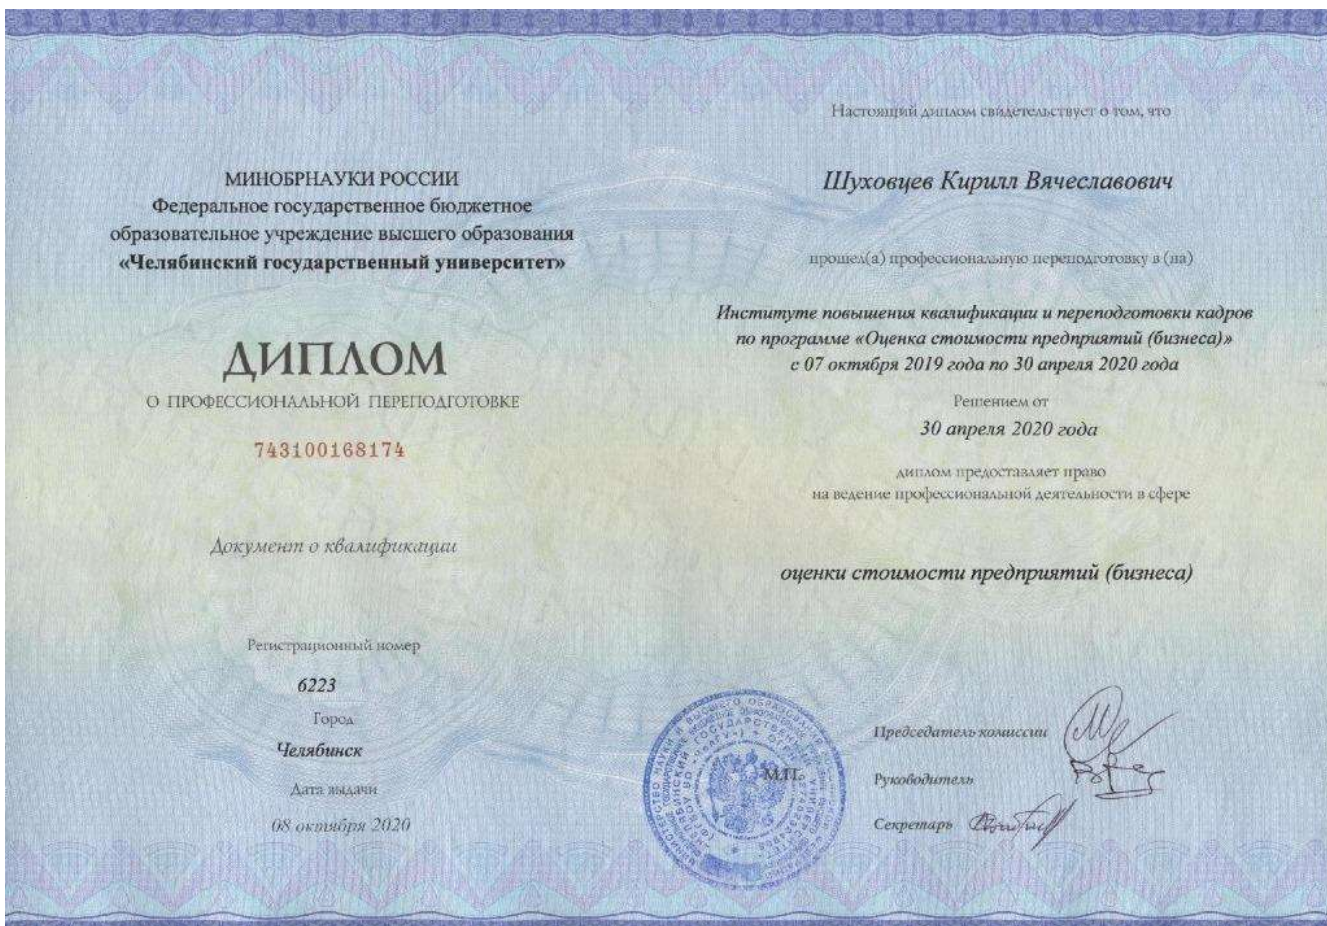 МИНОБРНАУКИ РОССИИ
Федеральное государственное бюджетное
образовательное учреждение высшего образования
«Челябинский государственный университет»
ДИПЛОМ
О ПРОФЕССИОНАЛЬНОЙ ПЕРЕПОДГОТОВКЕ
743100168174
Документ о квалификации
Регистрационный номер
6223
Город
Челябинск
Дата выдачи
08 октября 2020
Настоящий диплом свидетельствует о том, что
Шуховцев Кирилл Вячеславович
прошел(а) профессиональную переподготовку в (на)
Институте повышения квалификации и переподготовки кадров
по программе «Оценка стоимости предприятий (бизнеса)»
с 07 октября 2019 года по 30 апреля 2020 года
Решением от
30 апреля 2020 года
диплом предоставляет право
на ведение профессиональной деятельности в сфере
оценки стоимости предприятий (бизнеса)
М.П.
Председатель комиссии
Руководитель
Секретарь